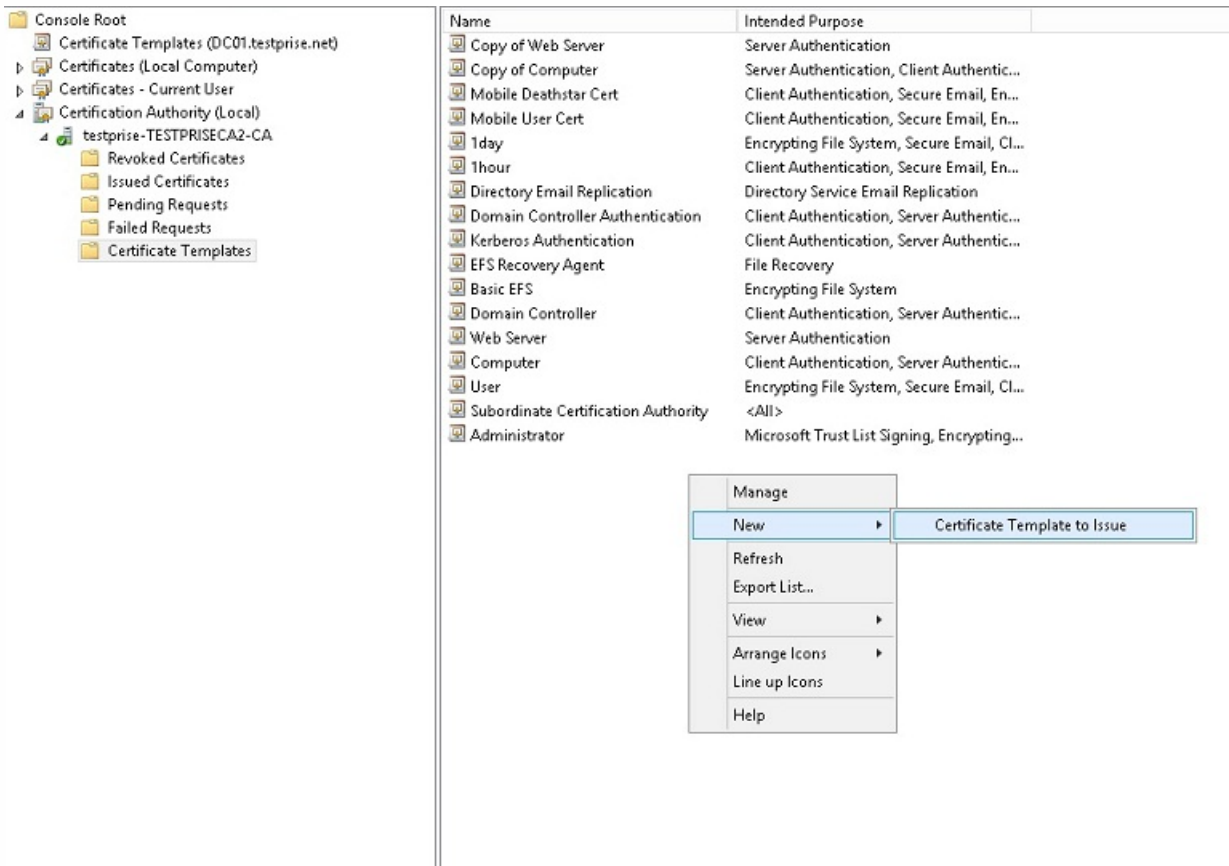 Console Root
Certificate Templates (DC01.testprise.net)
Certificates (Local Computer)
Certificates - Current User
Certification Authority (Local)
testprise-TESTPRISECA2-CA
Revoked Certificates
Issued Certificates
Pending Requests
Failed Requests
Certificate Templates
Name Intended Purpose
Copy of Web Server Server Authentication
Copy of Computer Server Authentication, Client Authentic...
Mobile Deathstar Cert Client Authentication, Secure Email, En...
Mobile User Cert Client Authentication, Secure Email, En...
1day Encrypting File System, Secure Email, Cl...
1hour Client Authentication, Secure Email, En...
Directory Email Replication Directory Service Email Replication
Domain Controller Authentication Client Authentication, Server Authentic...
Kerberos Authentication Client Authentication, Server Authentic...
EFS Recovery Agent File Recovery
Basic EFS Encrypting File System
Domain Controller Client Authentication, Server Authentic...
Web Server Server Authentication
Computer Client Authentication, Server Authentic...
User Encrypting File System, Secure Email, Cl...
Subordinate Certification Authority <All>
Administrator Microsoft Trust List Signing, Encrypting...
Manage
New Certificate Template to Issue
Refresh
Export List...
View
Arrange Icons
Line up Icons
Help